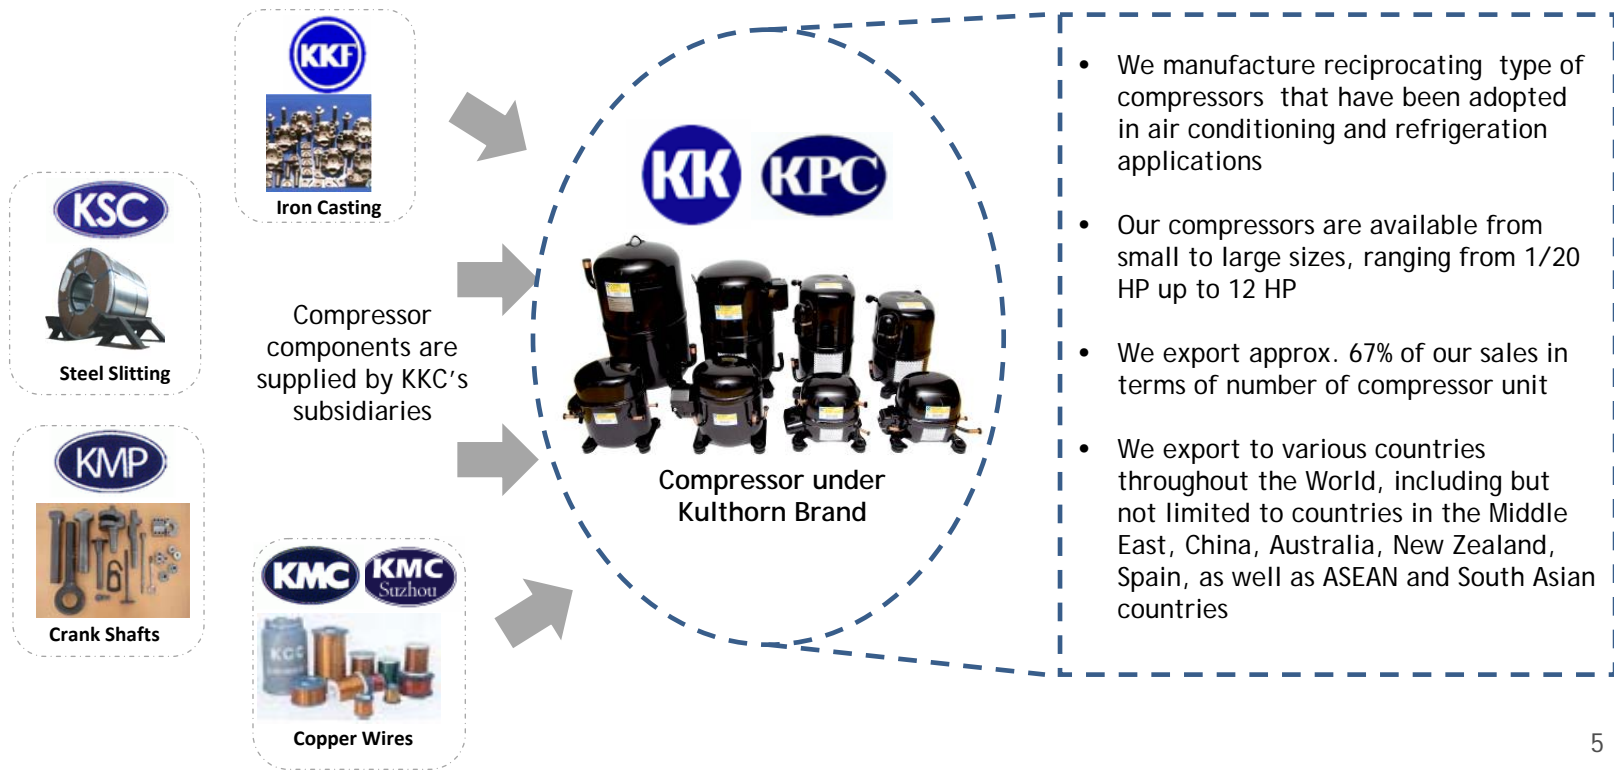 KKF
Iron Casting
KSC
Steel Slitting
KMP
Crank Shafts
KMC
KMC
Suzhou
KGC
Copper Wires
Compressor
components are
supplied by KKC's
subsidiaries
KK
KPC
Compressor under
Kulthorn Brand
• We manufacture reciprocating type of
compressors that have been adopted
in air conditioning and refrigeration
applications
• Our compressors are available from
small to large sizes, ranging from 1/20
HP up to 12 HP
• We export approx. 67% of our sales in
terms of number of compressor unit
• We export to various countries
throughout the World, including but
not limited to countries in the Middle
East, China, Australia, New Zealand,
Spain, as well as ASEAN and South Asian
countries
5